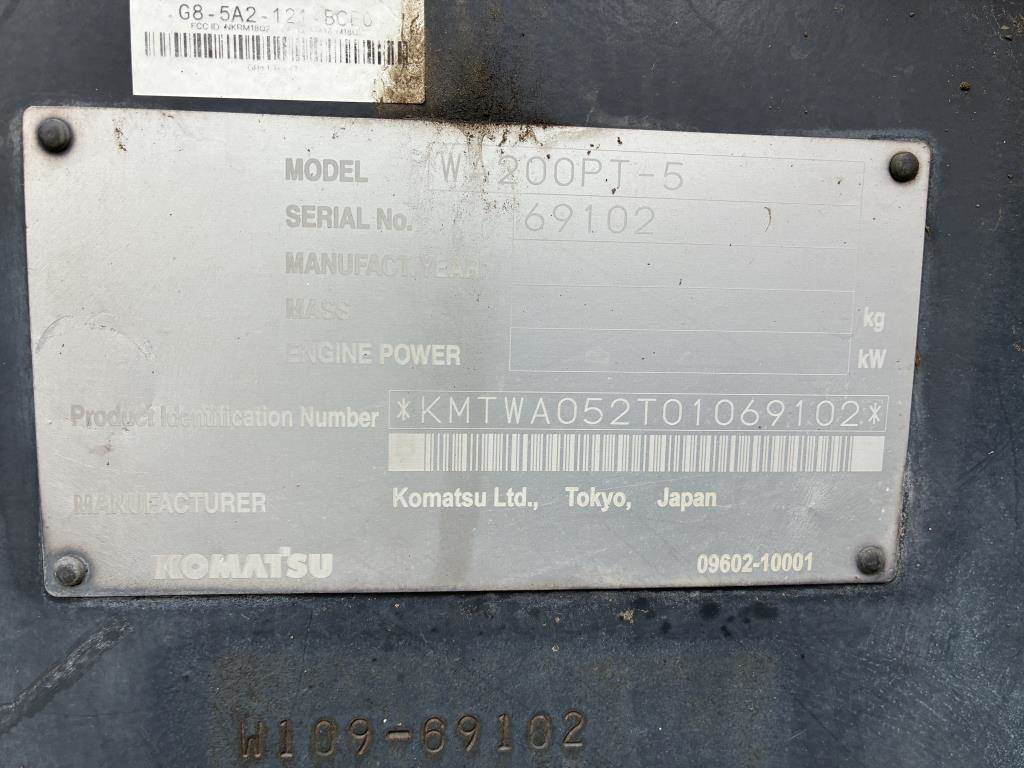 G8-5A2-121
MODEL WA200PT-5
SERIAL No. 69102
MANUFACT. YEAR
MASS kg
ENGINE POWER kW
Product Identification Number *KMTWA052T01069102*
MANUFACTURER Komatsu Ltd., Tokyo, Japan
KOMATSU 09602-10001
W109-69102